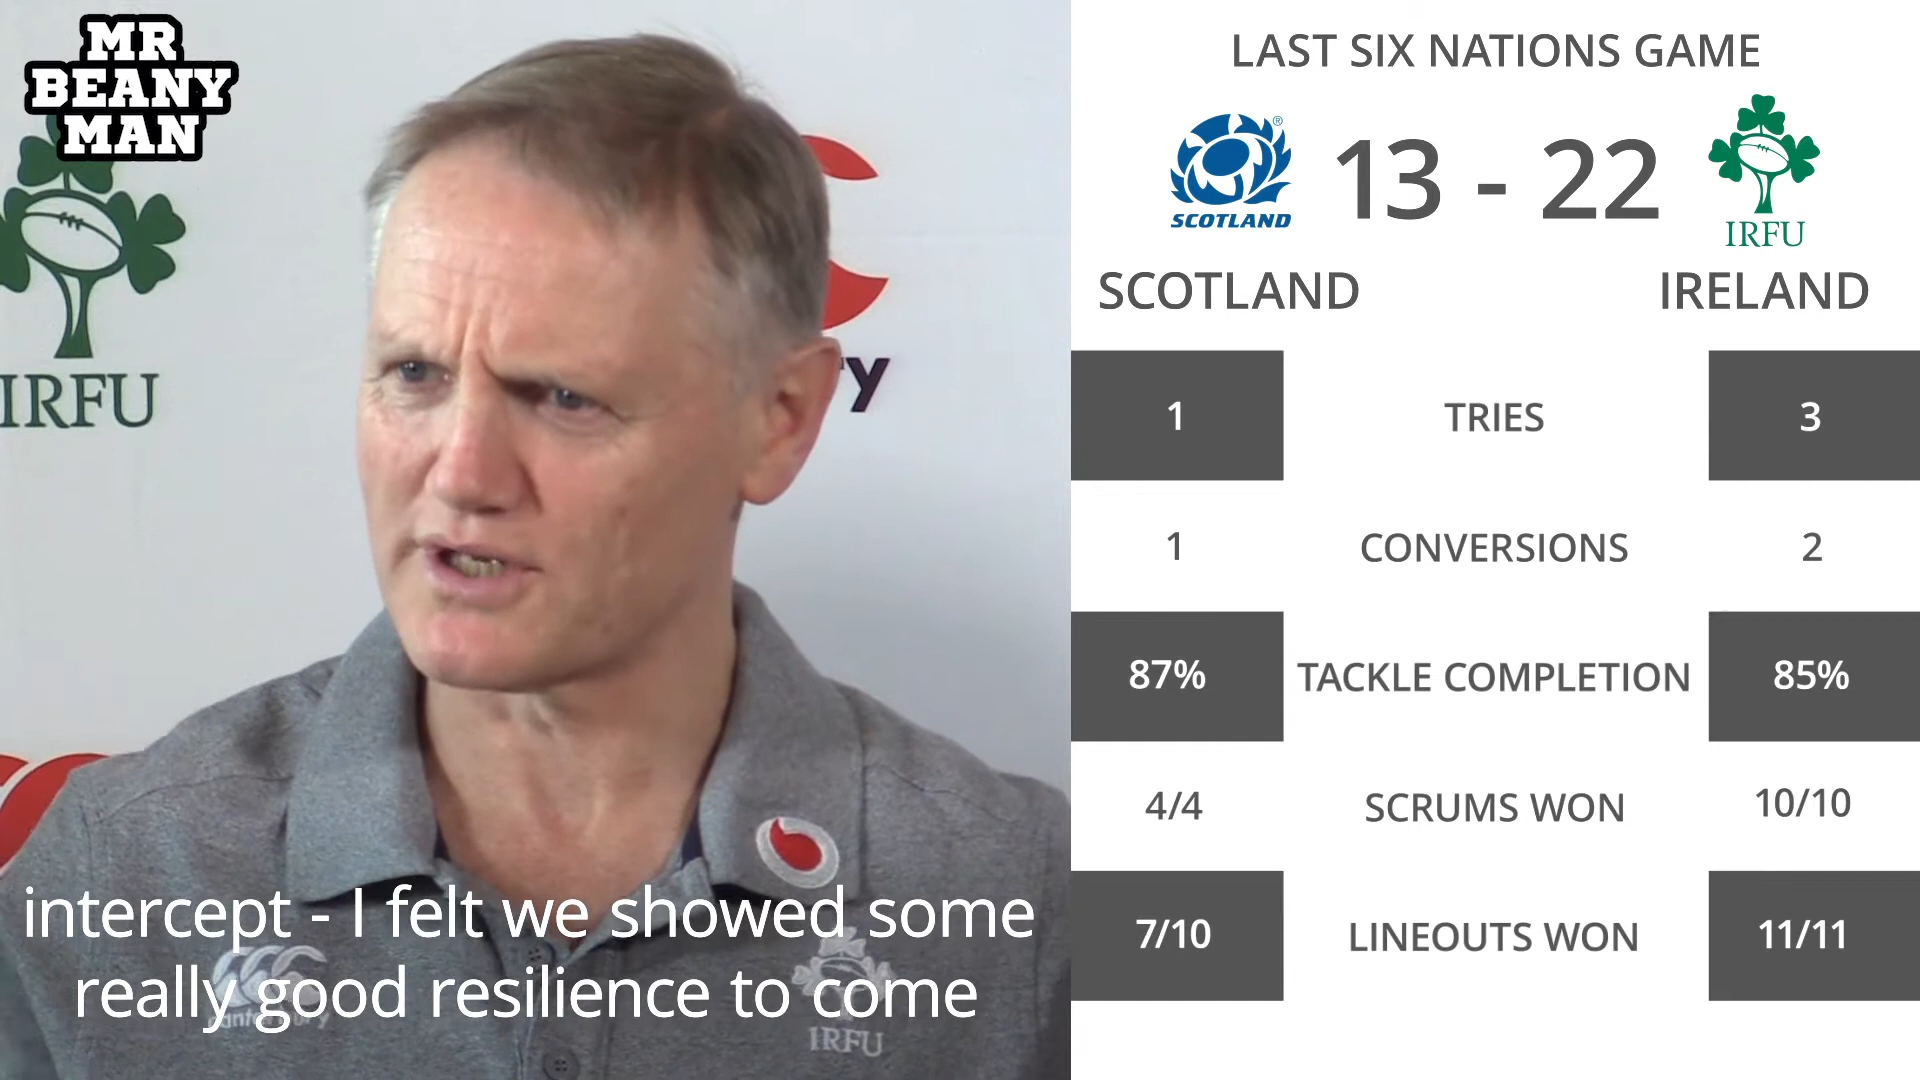 MR
BEANY
MAN
IRFU
ry
intercept - I felt we showed some
really good resilience to come
canterbury
IRFU
LAST SIX NATIONS GAME
SCOTLAND
13 - 22
IRFU
SCOTLAND IRELAND
1 TRIES 3
1 CONVERSIONS 2
87% TACKLE COMPLETION 85%
4/4 SCRUMS WON 10/10
7/10 LINEOUTS WON 11/11